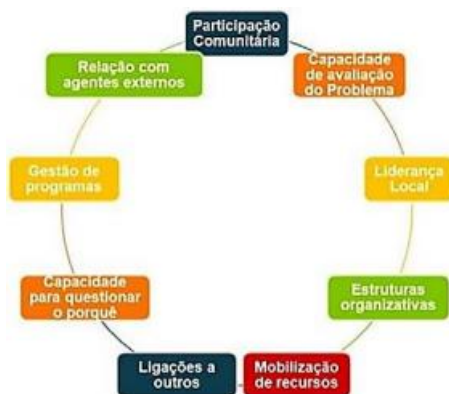 Participação
Comunitária
Capacidade
de avaliação
do Problema
Liderança
Local
Estruturas
organizativas
Mobilização
de recursos
Ligações a
outros
Capacidade
para questionar
o porquê
Gestão de
programas
Relação com
agentes externos